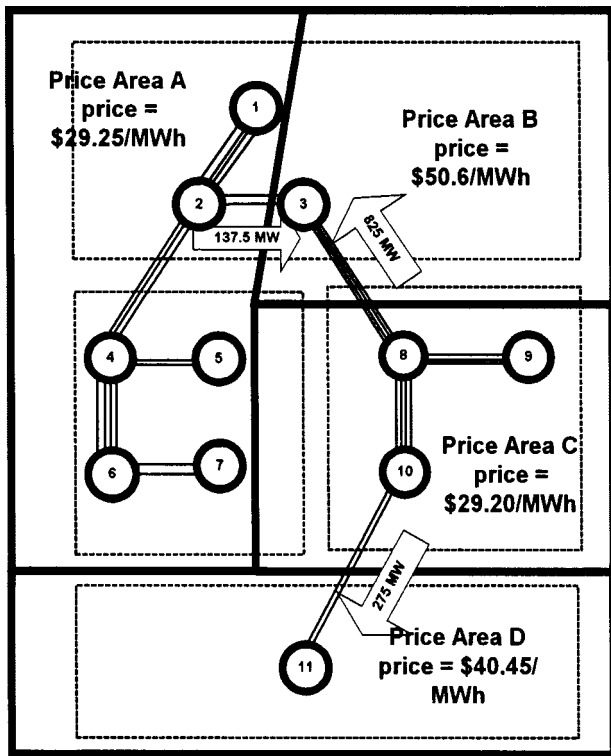 Price Area A
price =
$29.25/MWh
1
Price Area B
price =
$50.6/MWh
2
3
137.5 MW
825 MW
4
5
8
9
6
7
10
Price Area C
price =
$29.20/MWh
275 MW
11
Price Area D
price = $40.45/
MWh